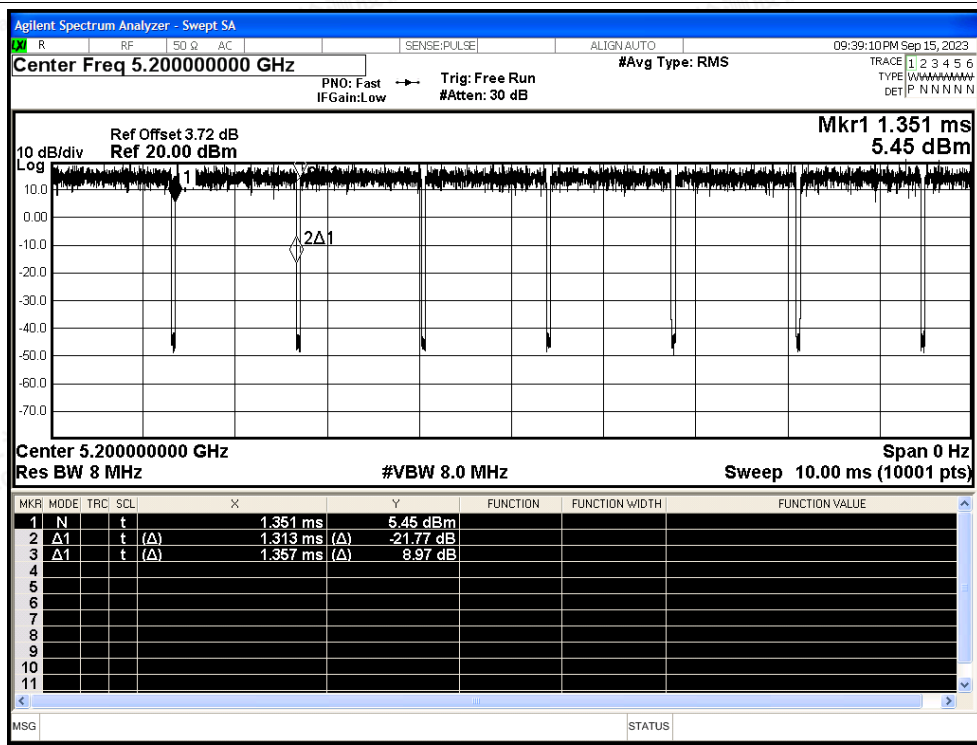 Agilent Spectrum Analyzer - Swept SA
LXI R RF 50 Ω AC SENSE:PULSE ALIGN AUTO 09:39:10 PM Sep 15, 2023
Center Freq 5.200000000 GHz #Avg Type: RMS TRACE 1 2 3 4 5 6
PNO: Fast Trig: Free Run TYPE WWWWWW
IFGain:Low #Atten: 30 dB DET P N N N N N
Mkr1 1.351 ms
Ref Offset 3.72 dB
10 dB/div Ref 20.00 dBm 5.45 dBm
Log
1
10.0
0.00
2Δ1
-10.0
-20.0
-30.0
-40.0
-50.0
-60.0
-70.0
Center 5.200000000 GHz Span 0 Hz
Res BW 8 MHz #VBW 8.0 MHz Sweep 10.00 ms (10001 pts)
MKR MODE TRC SCL X Y FUNCTION FUNCTION WIDTH FUNCTION VALUE
1 N t 1.351 ms 5.45 dBm
2 Δ1 t (Δ) 1.313 ms (Δ) -21.77 dB
3 Δ1 t (Δ) 1.357 ms (Δ) 8.97 dB
4
5
6
7
8
9
10
11
MSG STATUS